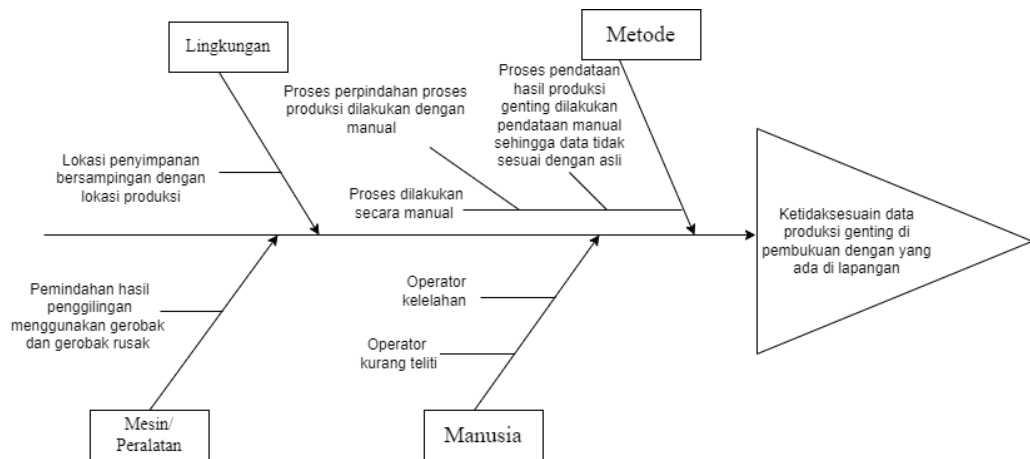 Lingkungan
Metode
Proses perpindahan proses
produksi dilakukan dengan
manual
Proses pendataan
hasil produksi
genting dilakukan
pendataan manual
sehingga data tidak
sesuai dengan asli
Lokasi penyimpanan
bersampingan dengan
lokasi produksi
Proses dilakukan
secara manual
Ketidaksesuain data
produksi genting di
pembukuan dengan yang
ada di lapangan
Pemindahan hasil
penggilingan
menggunakan gerobak
dan gerobak rusak
Operator
kelelahan
Operator
kurang teliti
Mesin/
Peralatan
Manusia